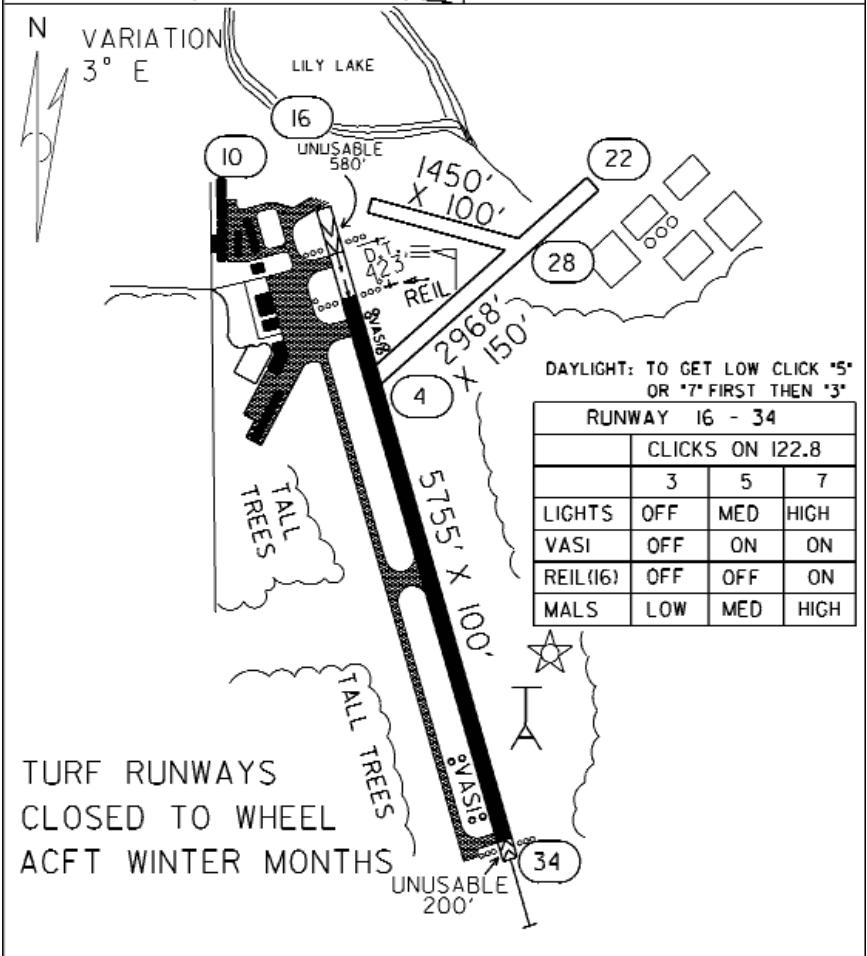 N
VARIATION
3° E
LILY LAKE
16
10
UNUSABLE
580'
22
1450'
X 100'
D.T.
423'
REIL
28
VASI
2968'
X 150'
4
DAYLIGHT: TO GET LOW CLICK "5"
OR "7" FIRST THEN "3"
RUNWAY 16 - 34
CLICKS ON 122.8
3 5 7
LIGHTS OFF MED HIGH
VASI OFF ON ON
REIL(16) OFF OFF ON
MALS LOW MED HIGH
TALL
TREES
5755' X 100'
TALL TREES
VASI
TURF RUNWAYS
CLOSED TO WHEEL
ACFT WINTER MONTHS
34
UNUSABLE
200'